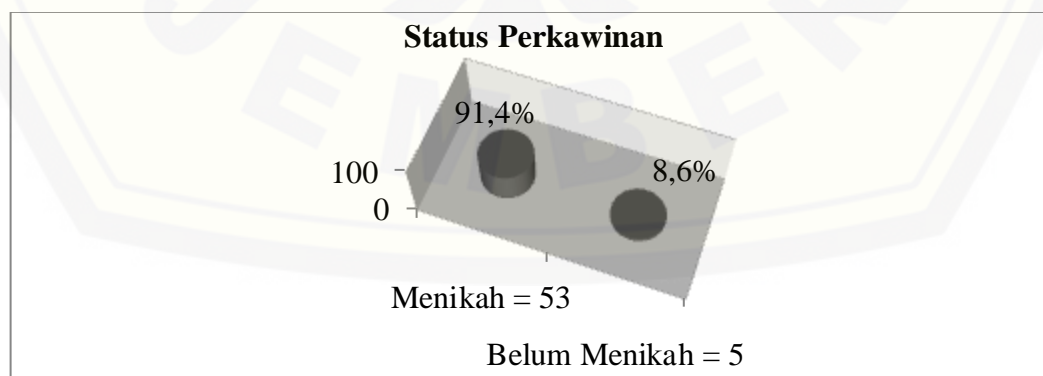 Status Perkawinan
91,4%
8,6%
100
0
Menikah = 53
Belum Menikah = 5